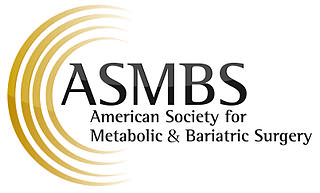 ASMBS
American Society for
Metabolic & Bariatric Surgery